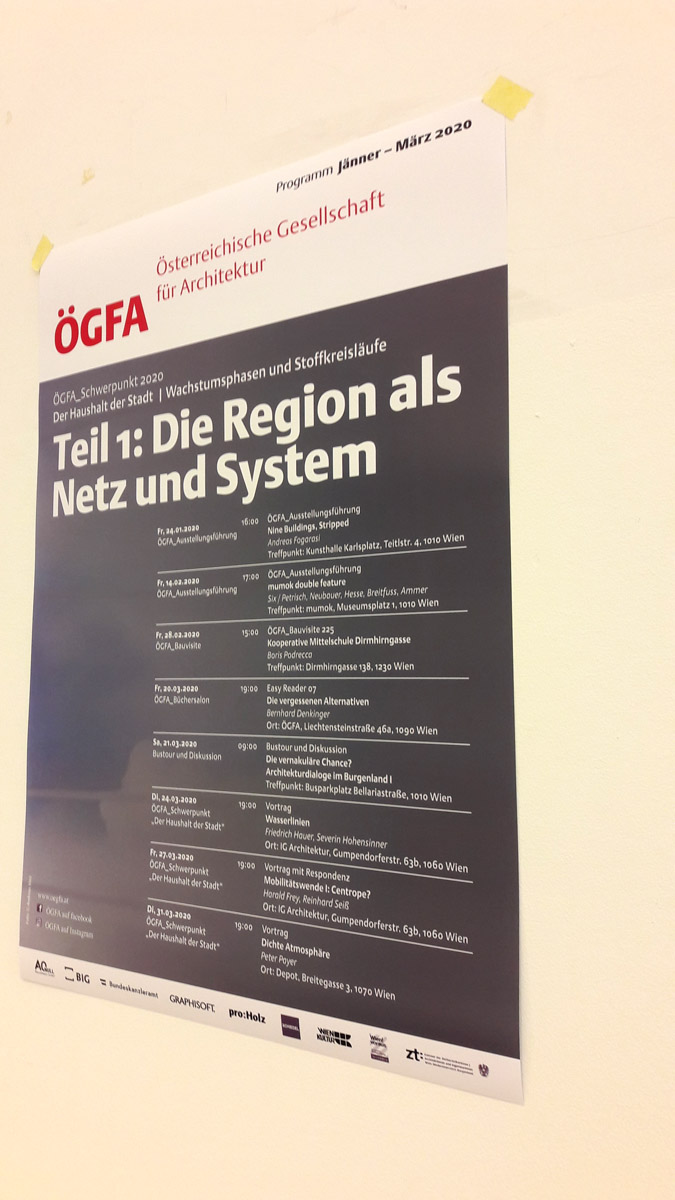 Programm Jänner – März 2020
Österreichische Gesellschaft
für Architektur
ÖGFA
ÖGFA_Schwerpunkt 2020
Der Haushalt der Stadt | Wachstumsphasen und Stoffkreisläufe
Teil 1: Die Region als
Netz und System
Fr, 24.01.2020
ÖGFA_Ausstellungsführung
16:00
ÖGFA_Ausstellungsführung
Nine Buildings, Stripped
Andreas Fogarasi
Treffpunkt: Kunsthalle Karlsplatz, Teitlstr. 4, 1010 Wien
Fr, 14.02.2020
ÖGFA_Ausstellungsführung
17:00
ÖGFA_Ausstellungsführung
mumok double feature
Six / Petrisch, Neubauer, Hesse, Breitfuss, Ammer
Treffpunkt: mumok, Museumsplatz 1, 1010 Wien
Fr, 28.02.2020
ÖGFA_Bauvisite
15:00
ÖGFA_Bauvisite 225
Kooperative Mittelschule Dirmhirngasse
Boris Podrecca
Treffpunkt: Dirmhirngasse 138, 1230 Wien
Fr, 20.03.2020
ÖGFA_Büchersalon
19:00
Easy Reader 07
Die vergessenen Alternativen
Bernhard Denkinger
Ort: ÖGFA, Liechtensteinstraße 46a, 1090 Wien
Sa, 21.03.2020
Bustour und Diskussion
09:00
Bustour und Diskussion
Die vernakuläre Chance?
Architekturdialoge im Burgenland I
Treffpunkt: Busparkplatz Bellariastraße, 1010 Wien
Di, 24.03.2020
ÖGFA_Schwerpunkt
„Der Haushalt der Stadt“
19:00
Vortrag
Wasserlinien
Friedrich Hauer, Severin Hohensinner
Ort: IG Architektur, Gumpendorferstr. 63b, 1060 Wien
Fr, 27.03.2020
ÖGFA_Schwerpunkt
„Der Haushalt der Stadt“
19:00
Vortrag mit Respondenz
Mobilitätswende I: Centrope?
Harald Frey, Reinhard Seiß
Ort: IG Architektur, Gumpendorferstr. 63b, 1060 Wien
Di, 31.03.2020
ÖGFA_Schwerpunkt
„Der Haushalt der Stadt“
19:00
Vortrag
Dichte Atmosphäre
Peter Payer
Ort: Depot, Breitegasse 3, 1070 Wien
www.oegfa.at
ÖGFA auf facebook
ÖGFA auf Instagram
BIG
Bundeskanzleramt
GRAPHISOFT.
pro:Holz
WIEN
KULTUR
zt: